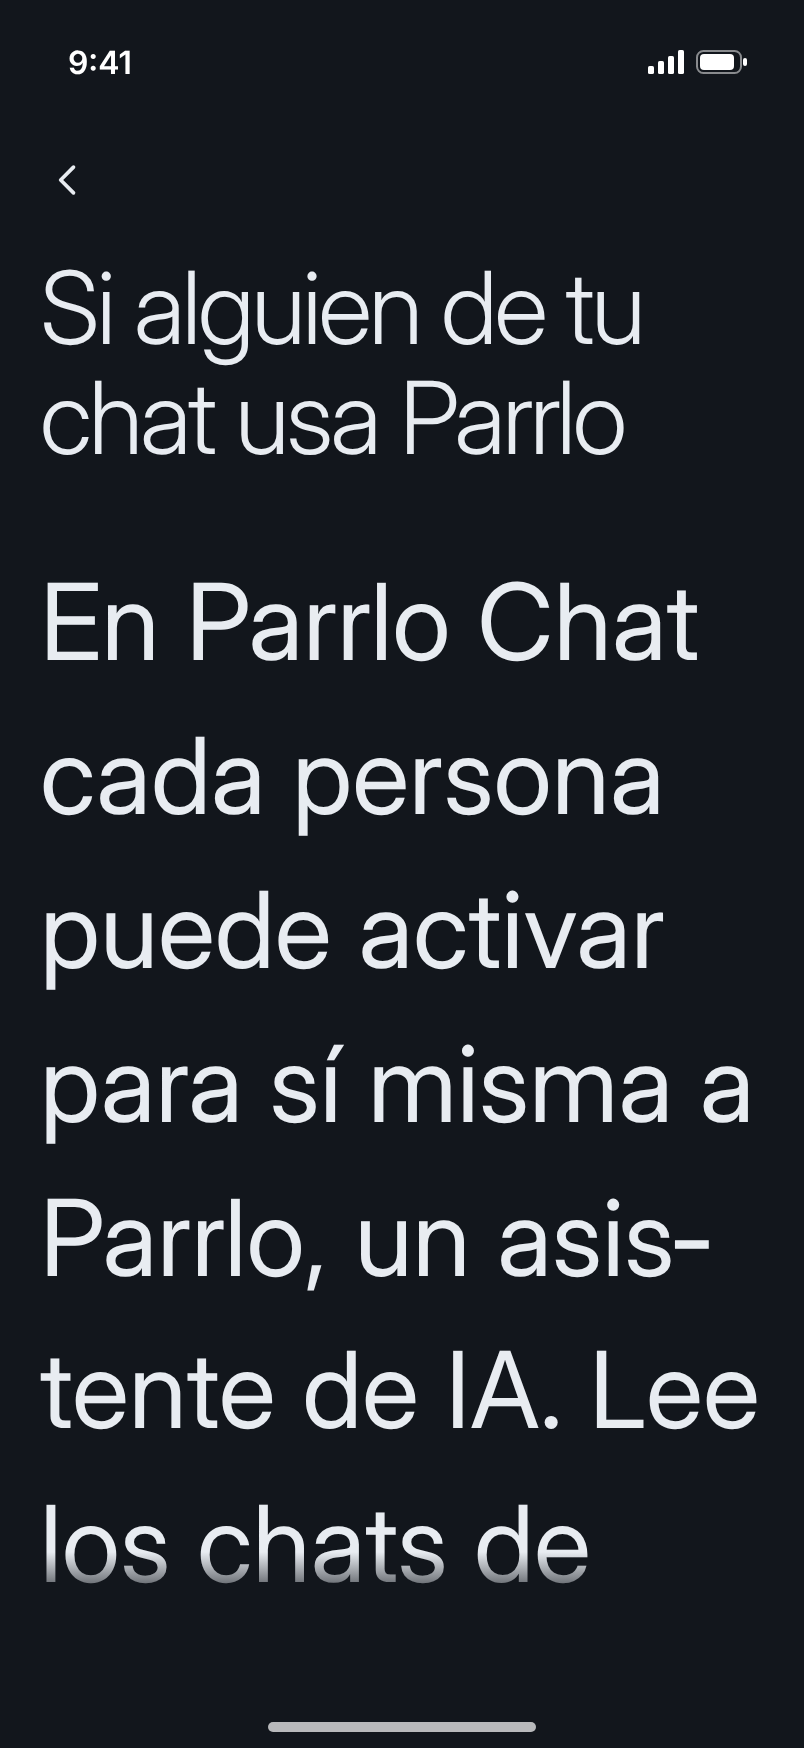 9:41
Si alguien de tu
chat usa Parrlo
En Parrlo Chat
cada persona
puede activar
para sí misma a
Parrlo, un asis-
tente de IA. Lee
los chats de